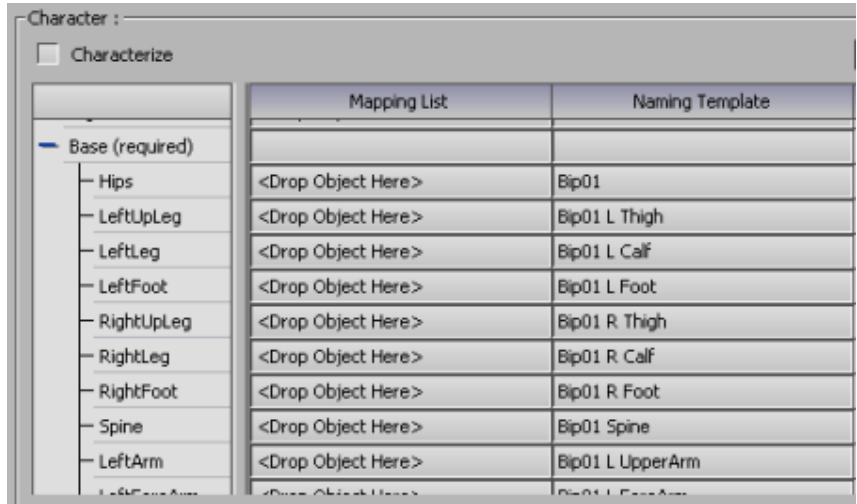 Character :
Characterize
Mapping List Naming Template
Base (required)
Hips <Drop Object Here> Bip01
LeftUpLeg <Drop Object Here> Bip01 L Thigh
LeftLeg <Drop Object Here> Bip01 L Calf
LeftFoot <Drop Object Here> Bip01 L Foot
RightUpLeg <Drop Object Here> Bip01 R Thigh
RightLeg <Drop Object Here> Bip01 R Calf
RightFoot <Drop Object Here> Bip01 R Foot
Spine <Drop Object Here> Bip01 Spine
LeftArm <Drop Object Here> Bip01 L UpperArm